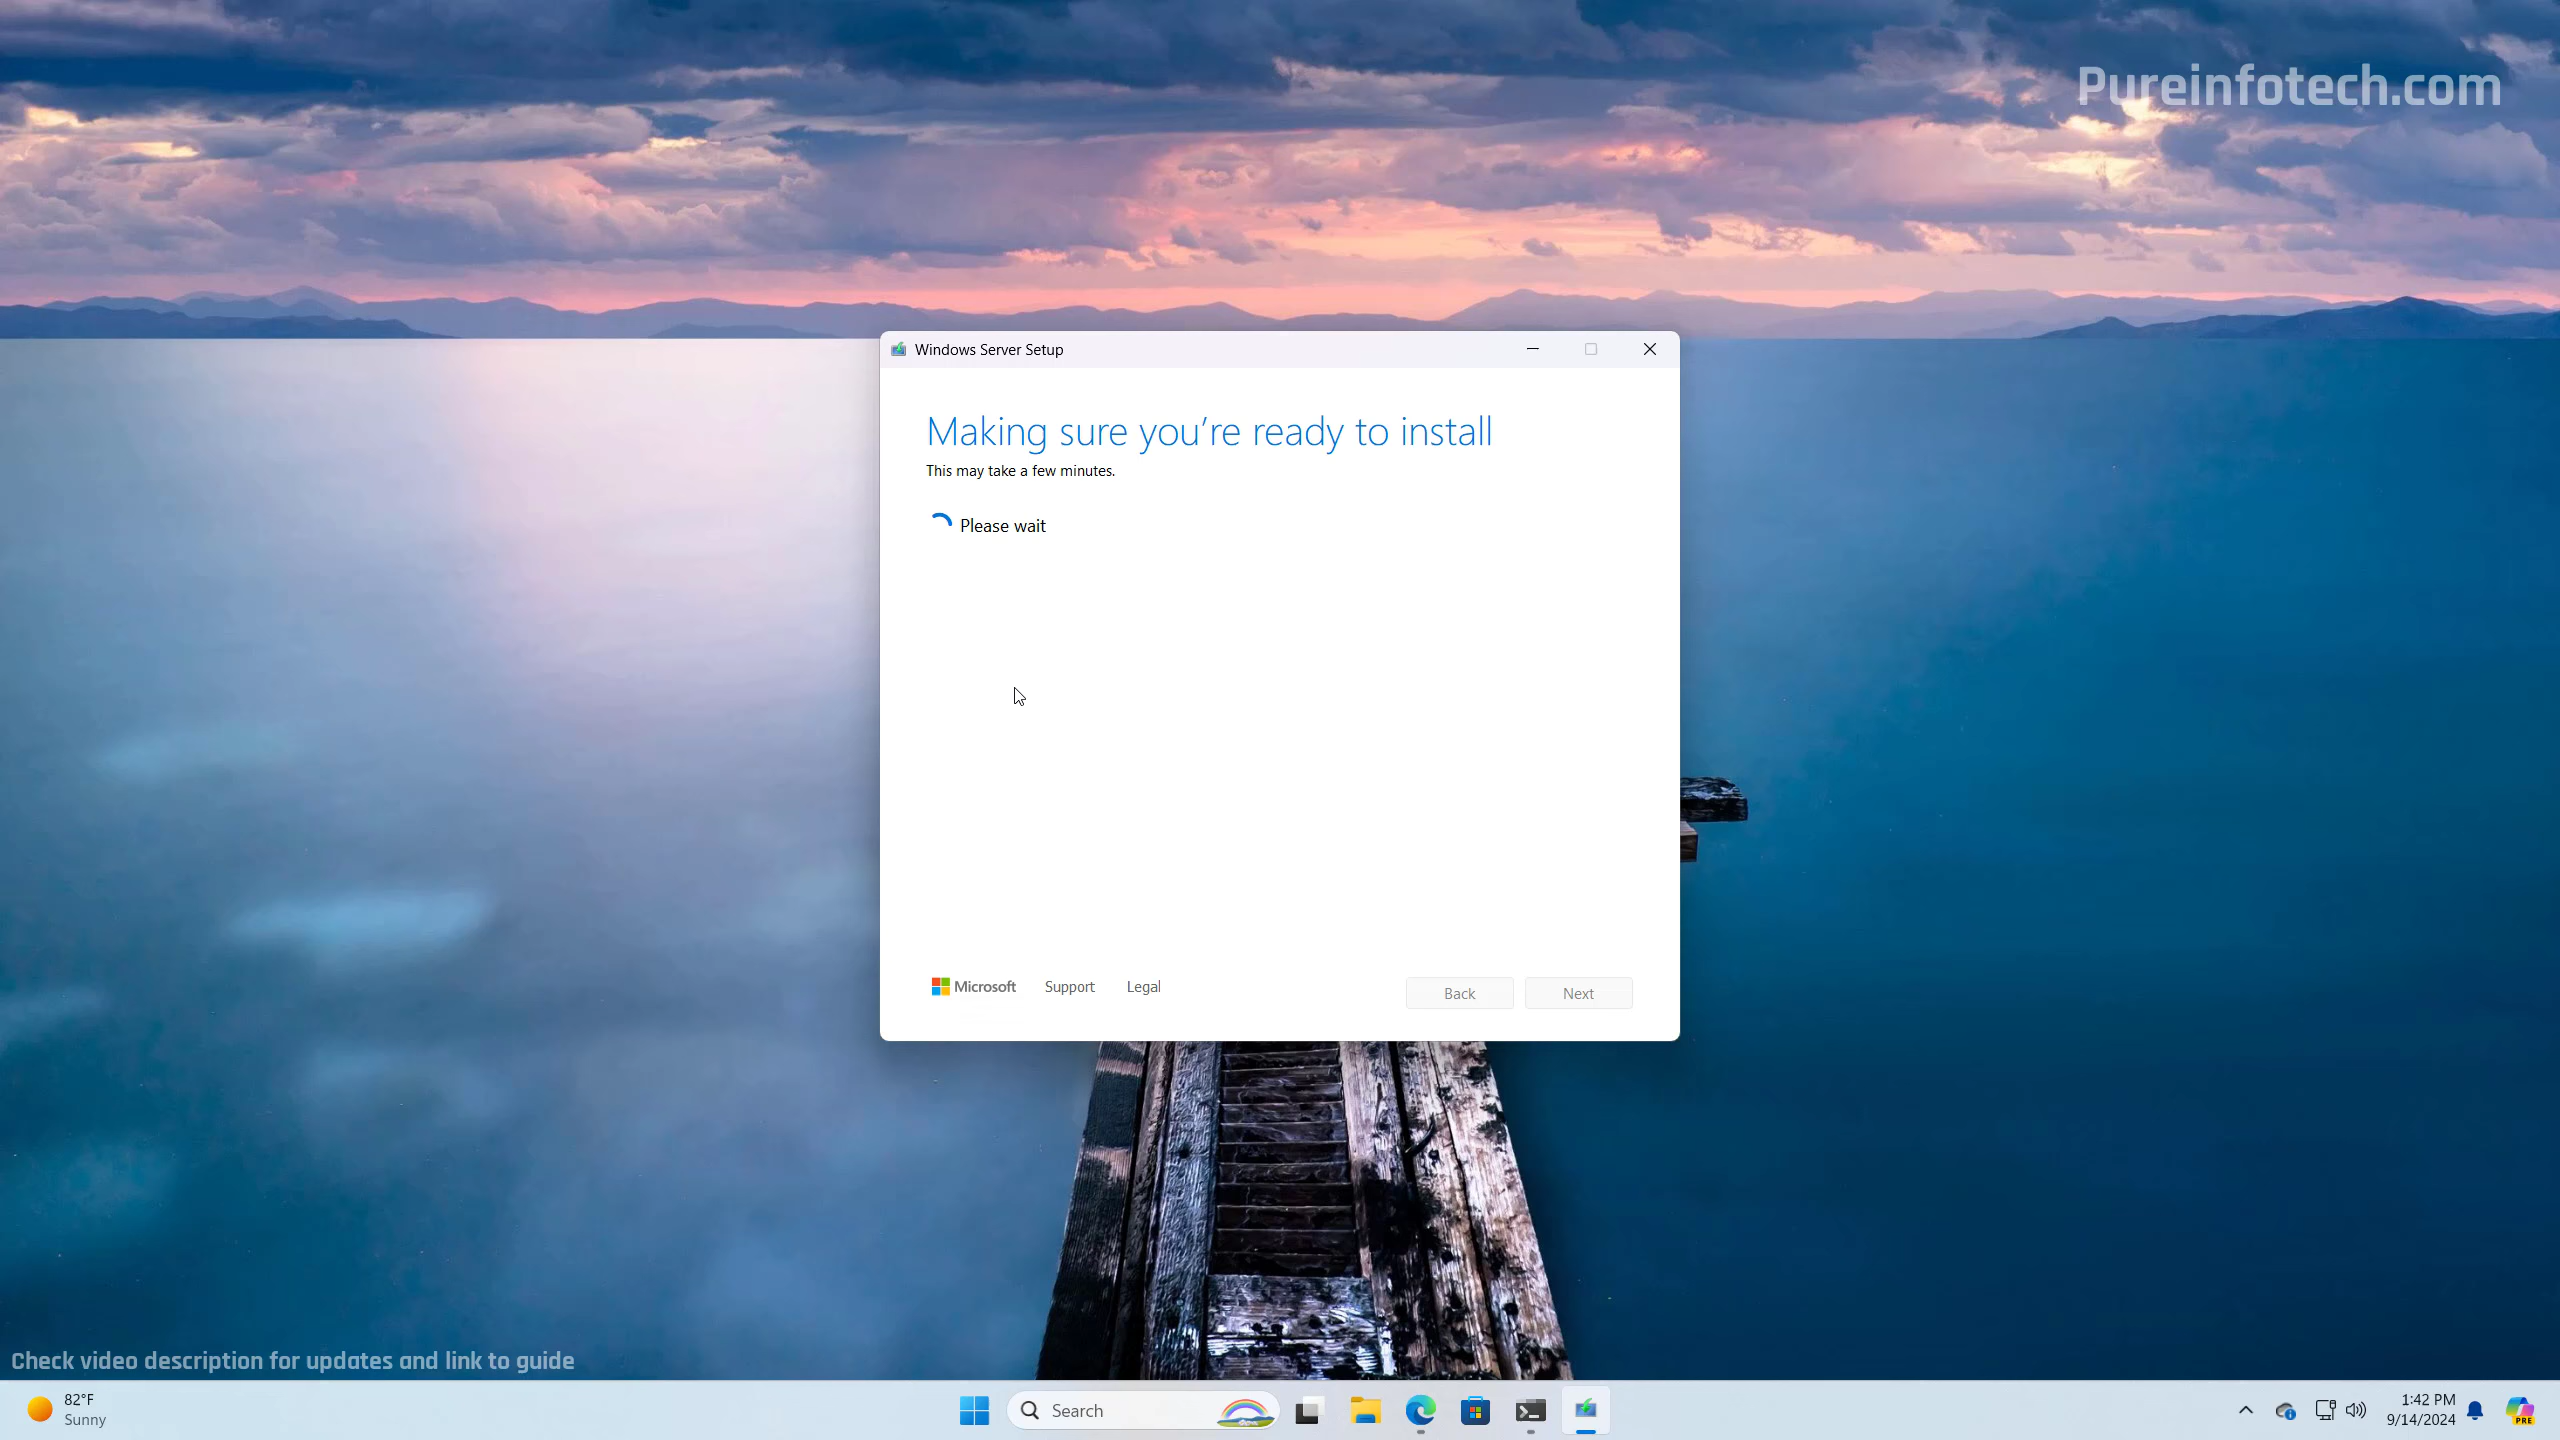 Pureinfotech.com
Windows Server Setup
Making sure you’re ready to install
This may take a few minutes.
Please wait
Microsoft Support Legal
Back Next
Check video description for updates and link to guide
82°F
Sunny
Search
1:42 PM
9/14/2024
PRE